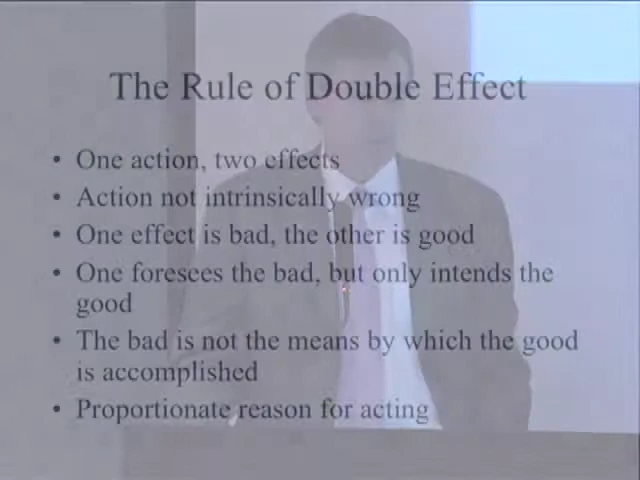 The Rule of Double Effect
• One action, two effects
• Action not intrinsically wrong
• One effect is bad, the other is good
• One foresees the bad, but only intends the
good
• The bad is not the means by which the good
is accomplished
• Proportionate reason for acting